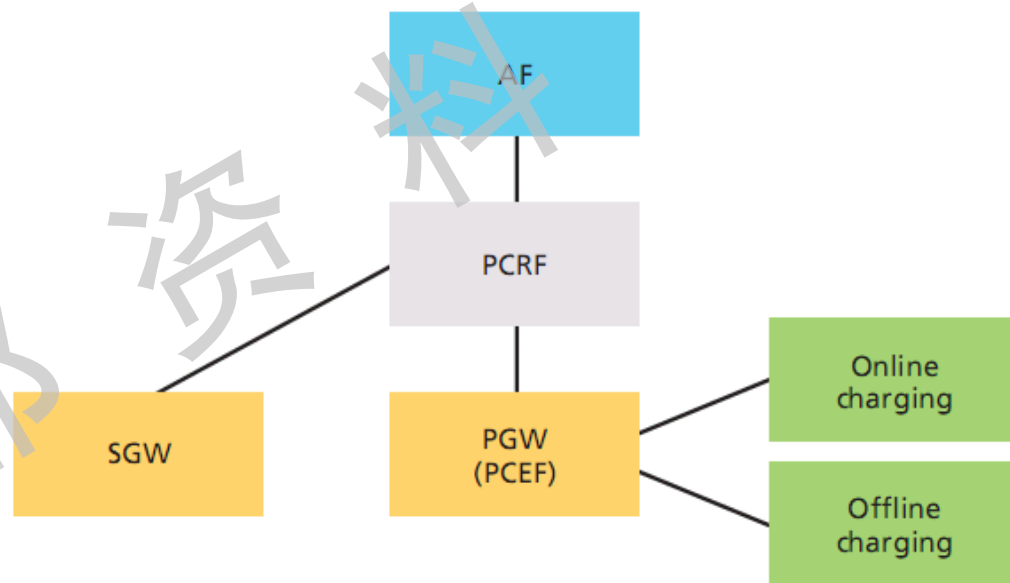 AF
PCRF
SGW
PGW
(PCEF)
Online
charging
Offline
charging
资料